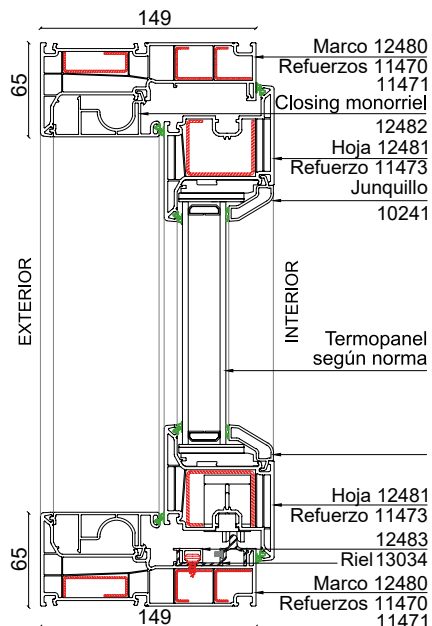 149
Marco 12480
Refuerzos 11470
11471
65
Closing monorriel
12482
Hoja 12481
Refuerzo 11473
Junquillo
10241
EXTERIOR
INTERIOR
Termopanel
según norma
Hoja 12481
Refuerzo 11473
12483
Riel 13034
65
Marco 12480
Refuerzos 11470
149
11471